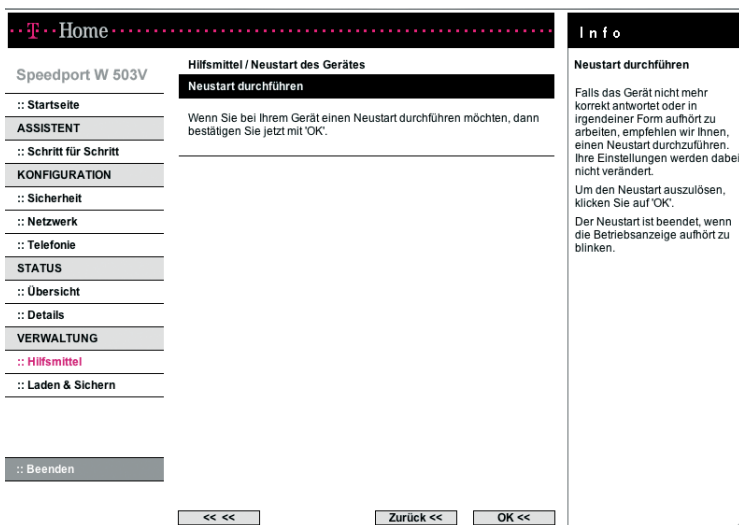 ··T··Home
Speedport W 503V
:: Startseite
ASSISTENT
:: Schritt für Schritt
KONFIGURATION
:: Sicherheit
:: Netzwerk
:: Telefonie
STATUS
:: Übersicht
:: Details
VERWALTUNG
:: Hilfsmittel
:: Laden & Sichern
:: Beenden
Hilfsmittel / Neustart des Gerätes
Neustart durchführen
Wenn Sie bei Ihrem Gerät einen Neustart durchführen möchten, dann
bestätigen Sie jetzt mit 'OK'.
<< <<
Zurück <<
OK <<
Info
Neustart durchführen
Falls das Gerät nicht mehr
korrekt antwortet oder in
irgendeiner Form aufhört zu
arbeiten, empfehlen wir Ihnen,
einen Neustart durchzuführen.
Ihre Einstellungen werden dabei
nicht verändert.
Um den Neustart auszulösen,
klicken Sie auf 'OK'.
Der Neustart ist beendet, wenn
die Betriebsanzeige aufhört zu
blinken.